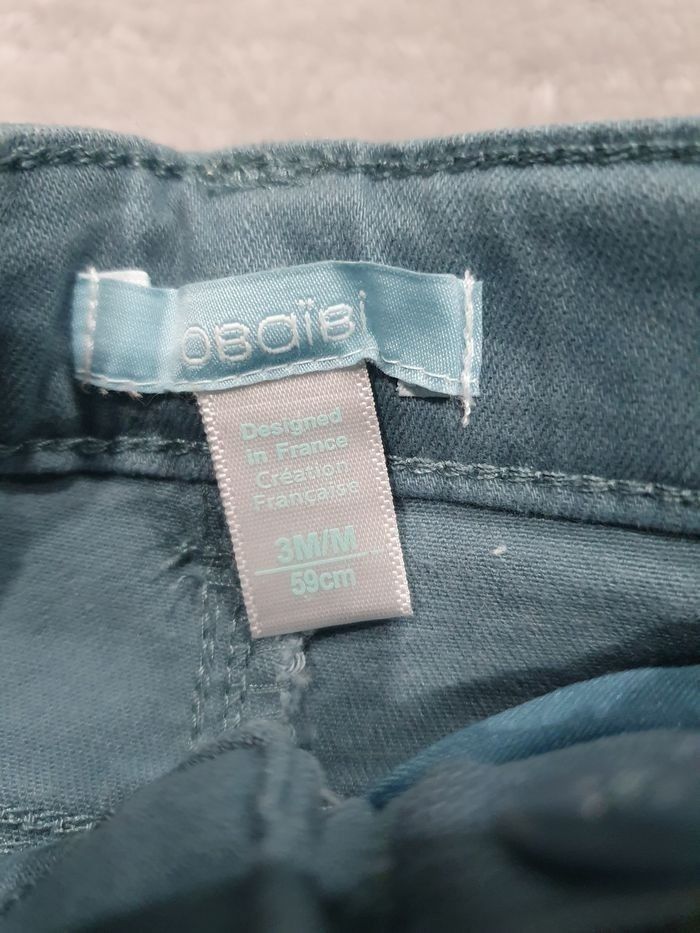 OBaïBi
Designed
in France
Création
Française
3M/M
59cm